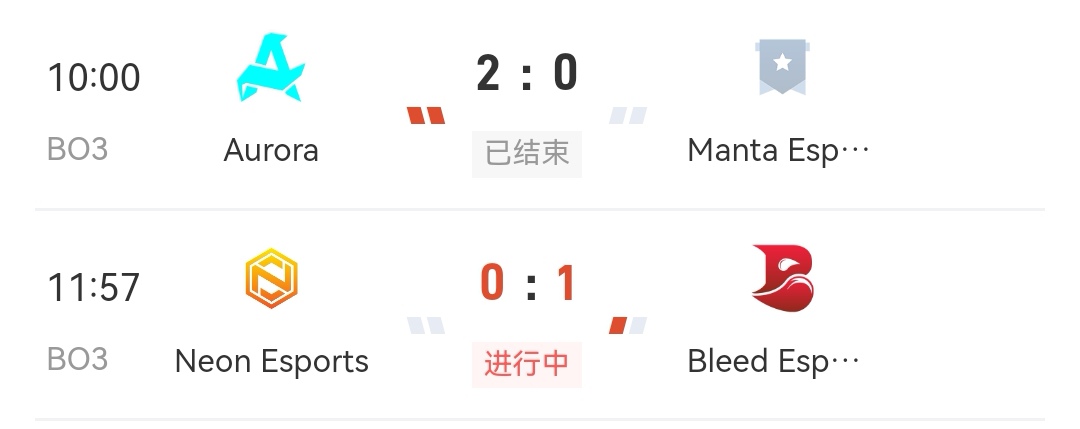 10:00
2 : 0
BO3
Aurora
已结束
Manta Esp···
11:57
0 : 1
BO3
Neon Esports
进行中
Bleed Esp···